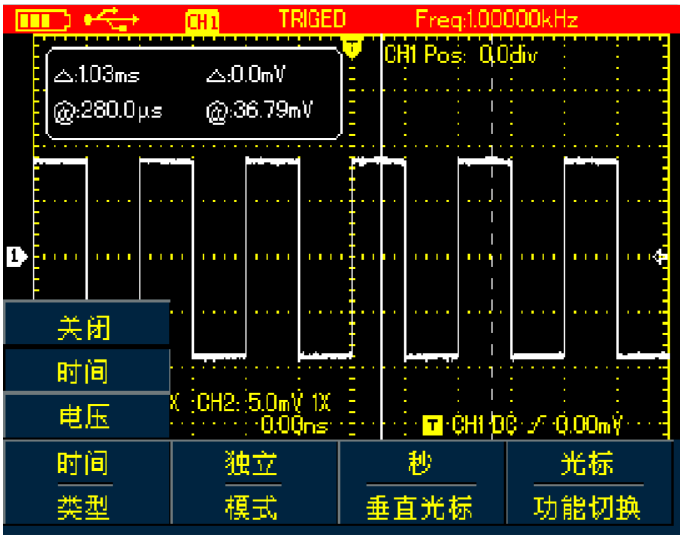 CH1 TRIGED Freq:1.00000kHz
T
CH1 Pos: 0.0div
△:1.03ms △:0.0mV
@:280.0μs @:36.79mV
1
关闭
时间
电压
X CH2: 5.0mV 1X
0.00ns
T CH1 DC 0.00mV
时间 独立 秒 光标
类型 模式 垂直光标 功能切换